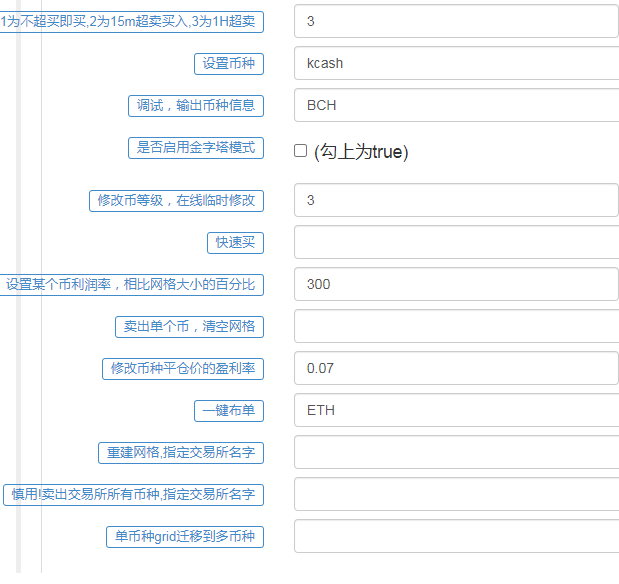 1为不超买即买,2为15m超卖买入,3为1H超卖
3
设置币种
kcash
调试，输出币种信息
BCH
是否启用金字塔模式
(勾上为true)
修改币等级，在线临时修改
3
快速买
设置某个币利润率，相比网格大小的百分比
300
卖出单个币，清空网格
修改币种平仓价的盈利率
0.07
一键布单
ETH
重建网格,指定交易所名字
慎用!卖出交易所所有币种,指定交易所名字
单币种grid迁移到多币种